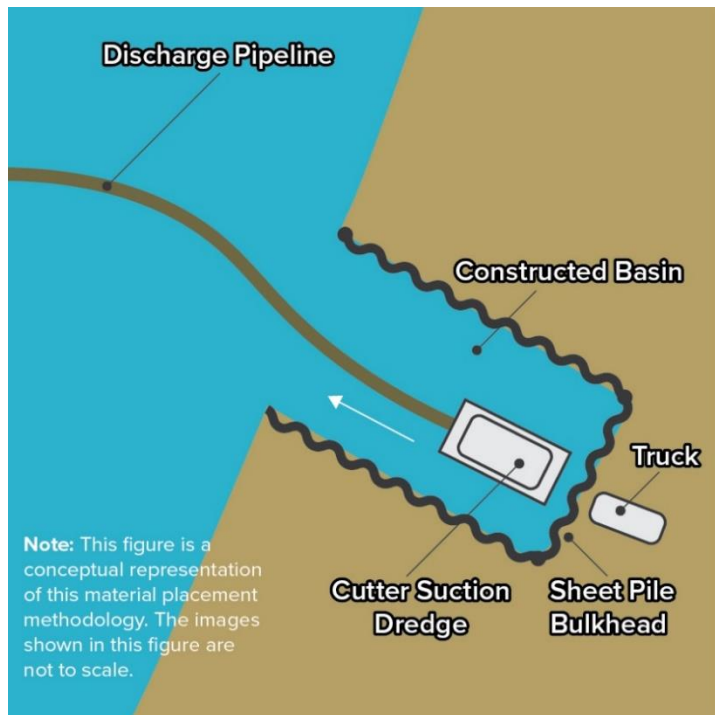 Discharge Pipeline
Constructed Basin
Truck
Cutter Suction
Dredge
Sheet Pile
Bulkhead
Note: This figure is a
conceptual representation
of this material placement
methodology. The images
shown in this figure are
not to scale.